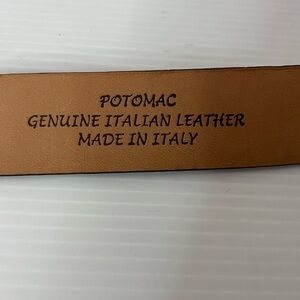 POTOMAC
GENUINE ITALIAN LEATHER
MADE IN ITALY